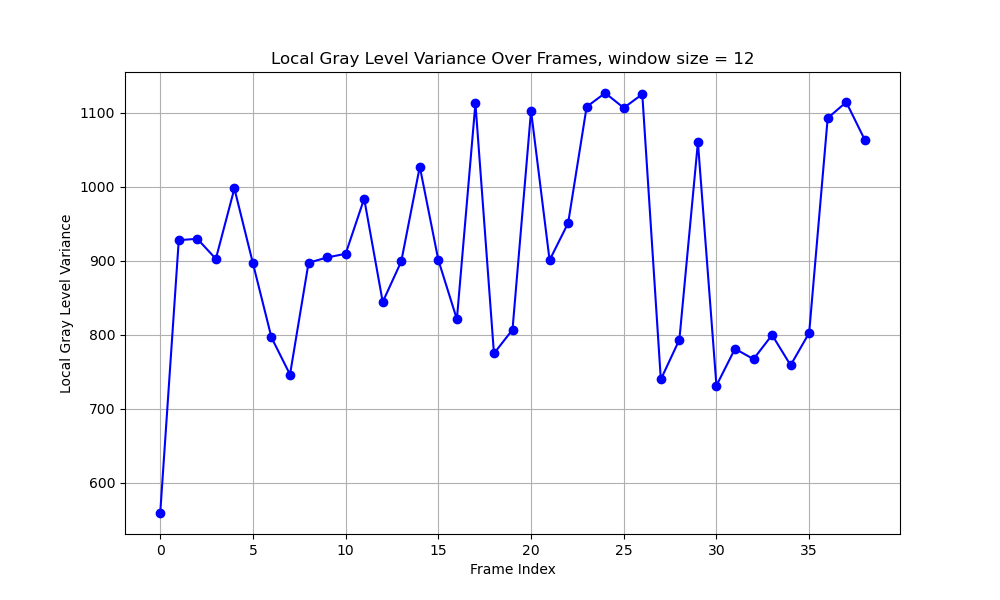 Local Gray Level Variance Over Frames, window size = 12
1100
1000
900
800
700
600
Local Gray Level Variance
0 5 10 15 20 25 30 35
Frame Index